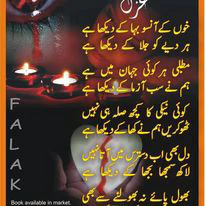 غزل
خوں کے آنسو بہا کے دیکھا ہے
ہر دیے کو جلا کے دیکھا ہے
مطلبی ہر کوئی جہاں میں ہے
ہم نے سب آزما کے دیکھا ہے
کوئی نیکی کا کچھ صلہ ہی نہیں
ٹھوکریں ہم نے کھا کے دیکھا ہے
دل بھی اب دسترس میں آتا نہیں
لاکھ سمجھا بجھا کے دیکھا ہے
بھول پائے نہ بھولنے سے بھی
FALAK
Book available in market.